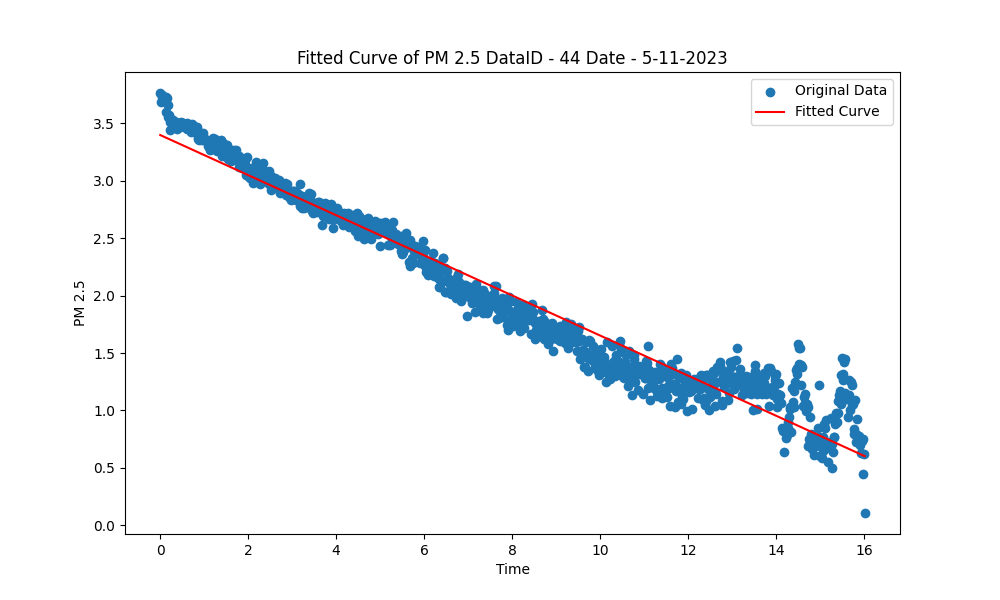 Fitted Curve of PM 2.5 DataID - 44 Date - 5-11-2023
Original Data
Fitted Curve
PM 2.5
3.5
3.0
2.5
2.0
1.5
1.0
0.5
0.0
0 2 4 6 8 10 12 14 16
Time